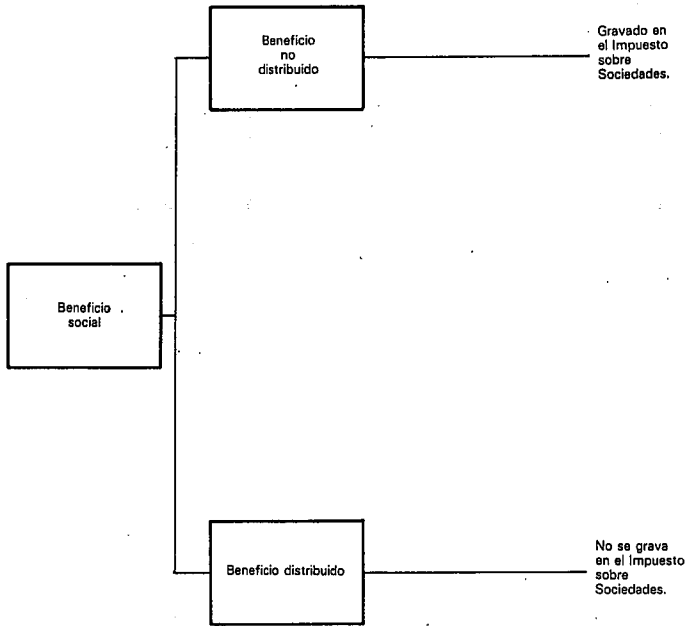 Beneficio
no
distribuido
Gravado en
el Impuesto
sobre
Sociedades.
Beneficio
social
Beneficio distribuido
No se grava
en el Impuesto
sobre
Sociedades.